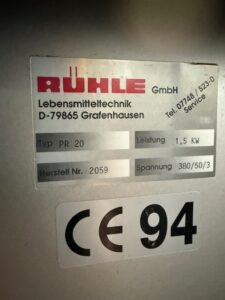 RÜHLE GmbH
Lebensmitteltechnik
D-79865 Grafenhausen
Tel. 07748 / 523-0
Service
Typ PR 20
Leistung 1,5 KW
Herstell Nr. 2059
Spannung 380/50/3
CE 94